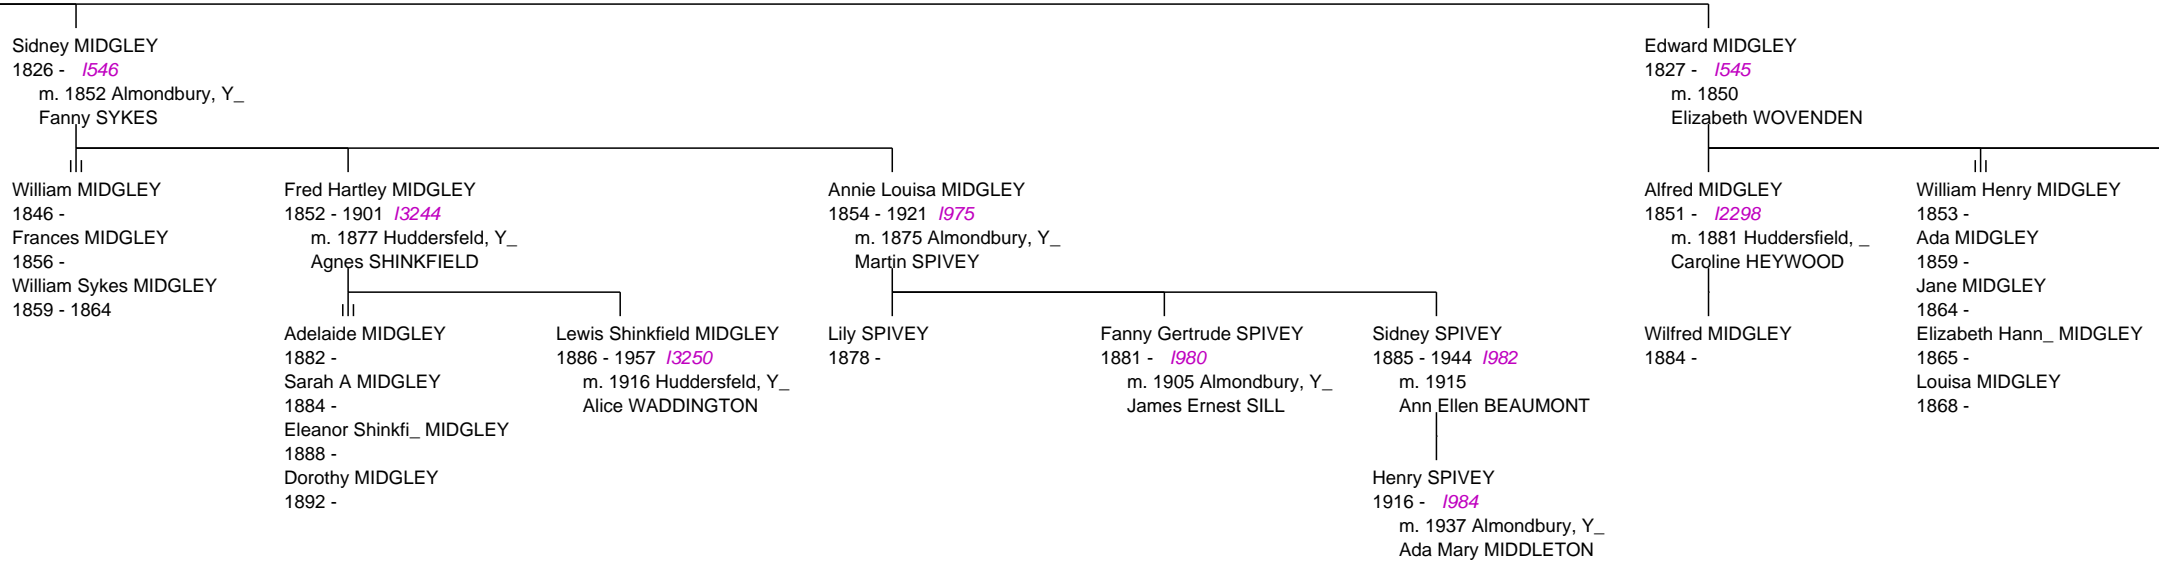 Sidney MIDGLEY
1826 - I546
m. 1852 Almondbury, Y_
Fanny SYKES
Edward MIDGLEY
1827 - I545
m. 1850
Elizabeth WOVENDEN
William MIDGLEY
1846 -
Frances MIDGLEY
1856 -
William Sykes MIDGLEY
1859 - 1864
Fred Hartley MIDGLEY
1852 - 1901 I3244
m. 1877 Huddersfeld, Y_
Agnes SHINKFIELD
Annie Louisa MIDGLEY
1854 - 1921 I975
m. 1875 Almondbury, Y_
Martin SPIVEY
Alfred MIDGLEY
1851 - I2298
m. 1881 Huddersfield, _
Caroline HEYWOOD
William Henry MIDGLEY
1853 -
Ada MIDGLEY
1859 -
Jane MIDGLEY
1864 -
Elizabeth Hann_ MIDGLEY
1865 -
Louisa MIDGLEY
1868 -
Adelaide MIDGLEY
1882 -
Sarah A MIDGLEY
1884 -
Eleanor Shinkfi_ MIDGLEY
1888 -
Dorothy MIDGLEY
1892 -
Lewis Shinkfield MIDGLEY
1886 - 1957 I3250
m. 1916 Huddersfeld, Y_
Alice WADDINGTON
Lily SPIVEY
1878 -
Fanny Gertrude SPIVEY
1881 - I980
m. 1905 Almondbury, Y_
James Ernest SILL
Sidney SPIVEY
1885 - 1944 I982
m. 1915
Ann Ellen BEAUMONT
Wilfred MIDGLEY
1884 -
Henry SPIVEY
1916 - I984
m. 1937 Almondbury, Y_
Ada Mary MIDDLETON